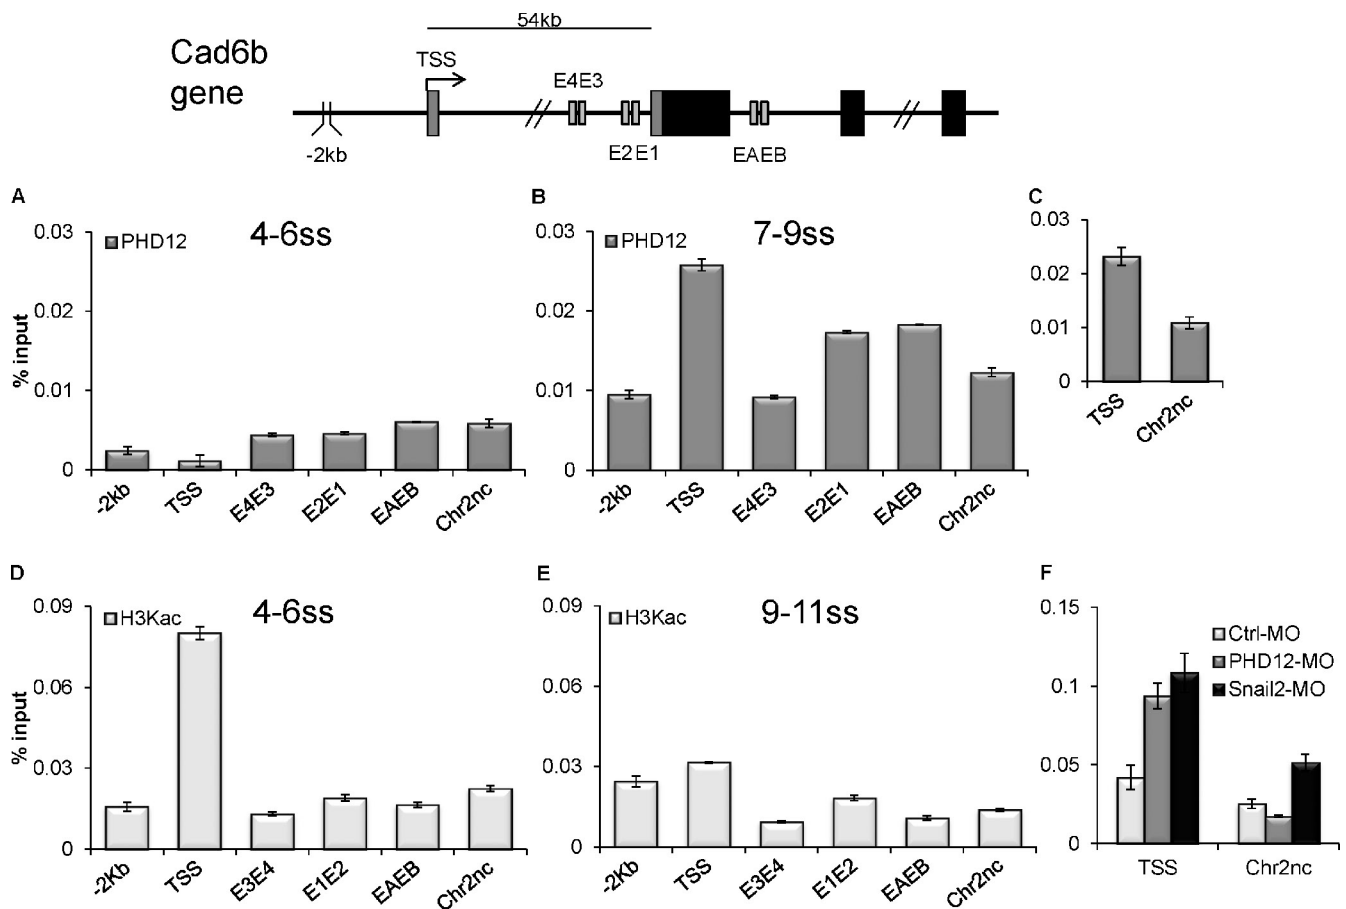 54kb
Cad6b
gene
TSS
E4E3
-2kb
E2E1
EAEB
A
PHD12
4-6ss
% input
0.03
0.02
0.01
0
-2kb
TSS
E4E3
E2E1
EAEB
Chr2nc
B
PHD12
7-9ss
0.03
0.02
0.01
0
-2kb
TSS
E4E3
E2E1
EAEB
Chr2nc
C
0.03
0.02
0.01
0
TSS
Chr2nc
D
H3Kac
4-6ss
% input
0.09
0.06
0.03
0
-2Kb
TSS
E3E4
E1E2
EAEB
Chr2nc
E
H3Kac
9-11ss
0.09
0.06
0.03
0
-2Kb
TSS
E3E4
E1E2
EAEB
Chr2nc
F
0.15
0.1
0.05
0
Ctrl-MO
PHD12-MO
Snail2-MO
TSS
Chr2nc